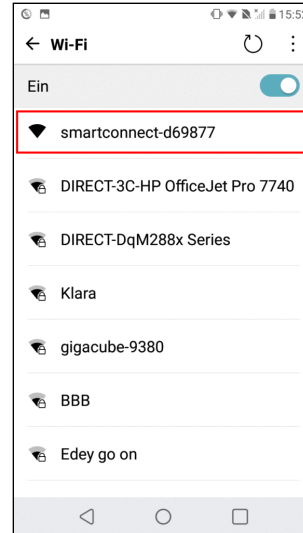 15:52
Wi-Fi
Ein
smartconnect-d69877
DIRECT-3C-HP OfficeJet Pro 7740
DIRECT-DqM288x Series
Klara
gigacube-9380
BBB
Edey go on